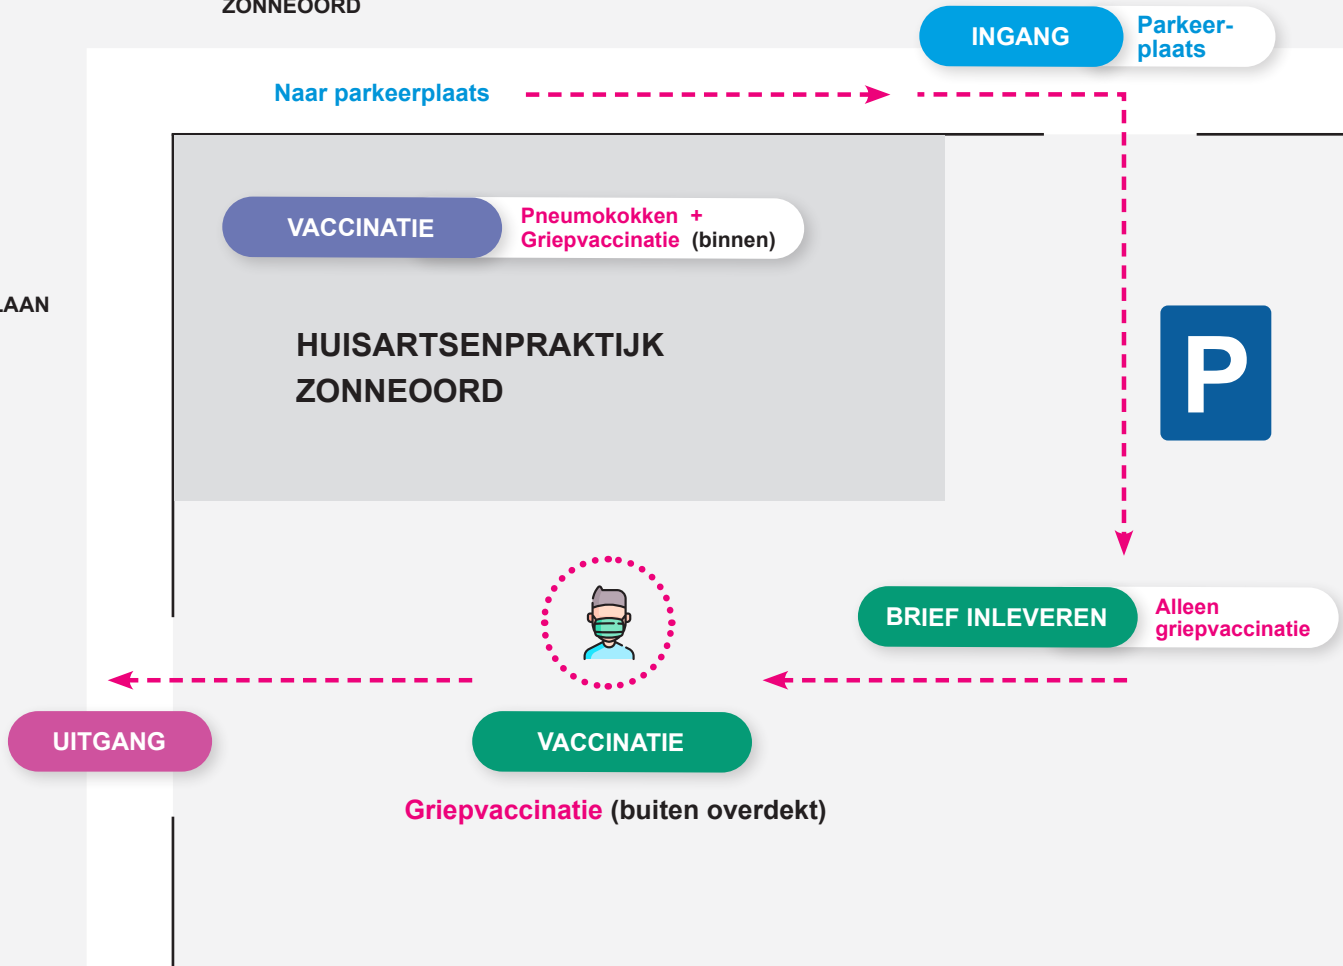 ZONNEOORD
INGANG
Parkeer-
plaats
Naar parkeerplaats
VACCINATIE
Pneumokokken +
Griepvaccinatie (binnen)
LAAN
HUISARTSENPRAKTIJK
ZONNEOORD
P
BRIEF INLEVEREN
Alleen
griepvaccinatie
UITGANG
VACCINATIE
Griepvaccinatie (buiten overdekt)